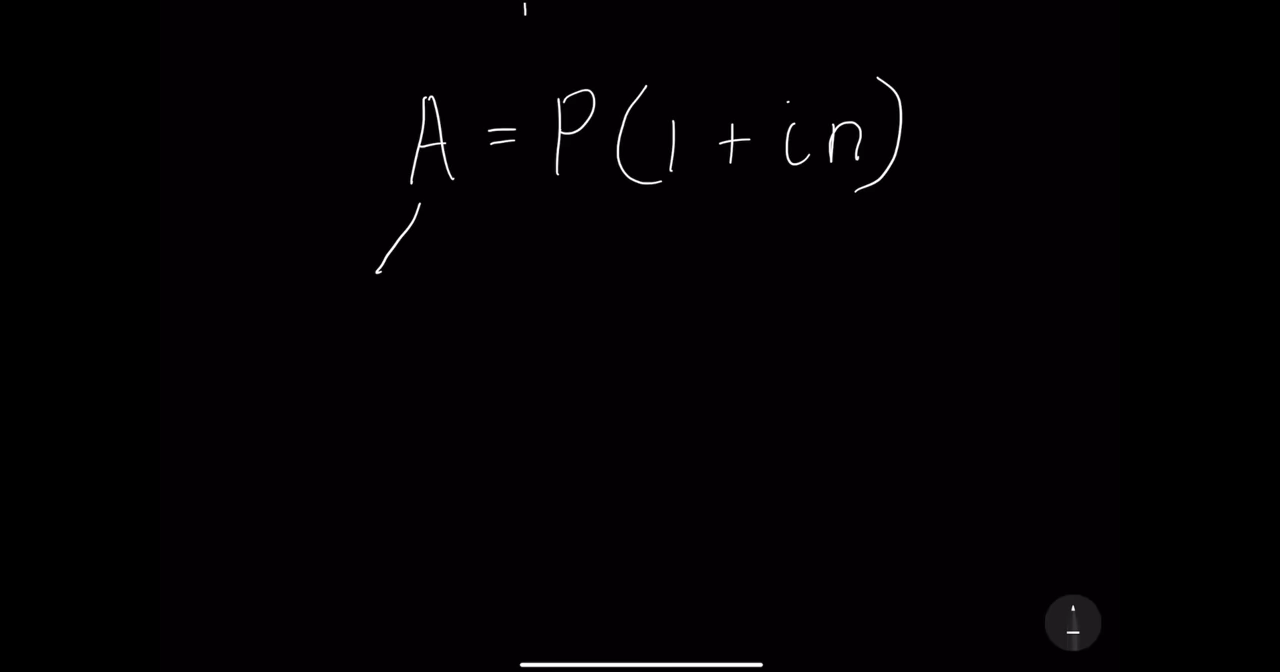 A = P(1 + in)